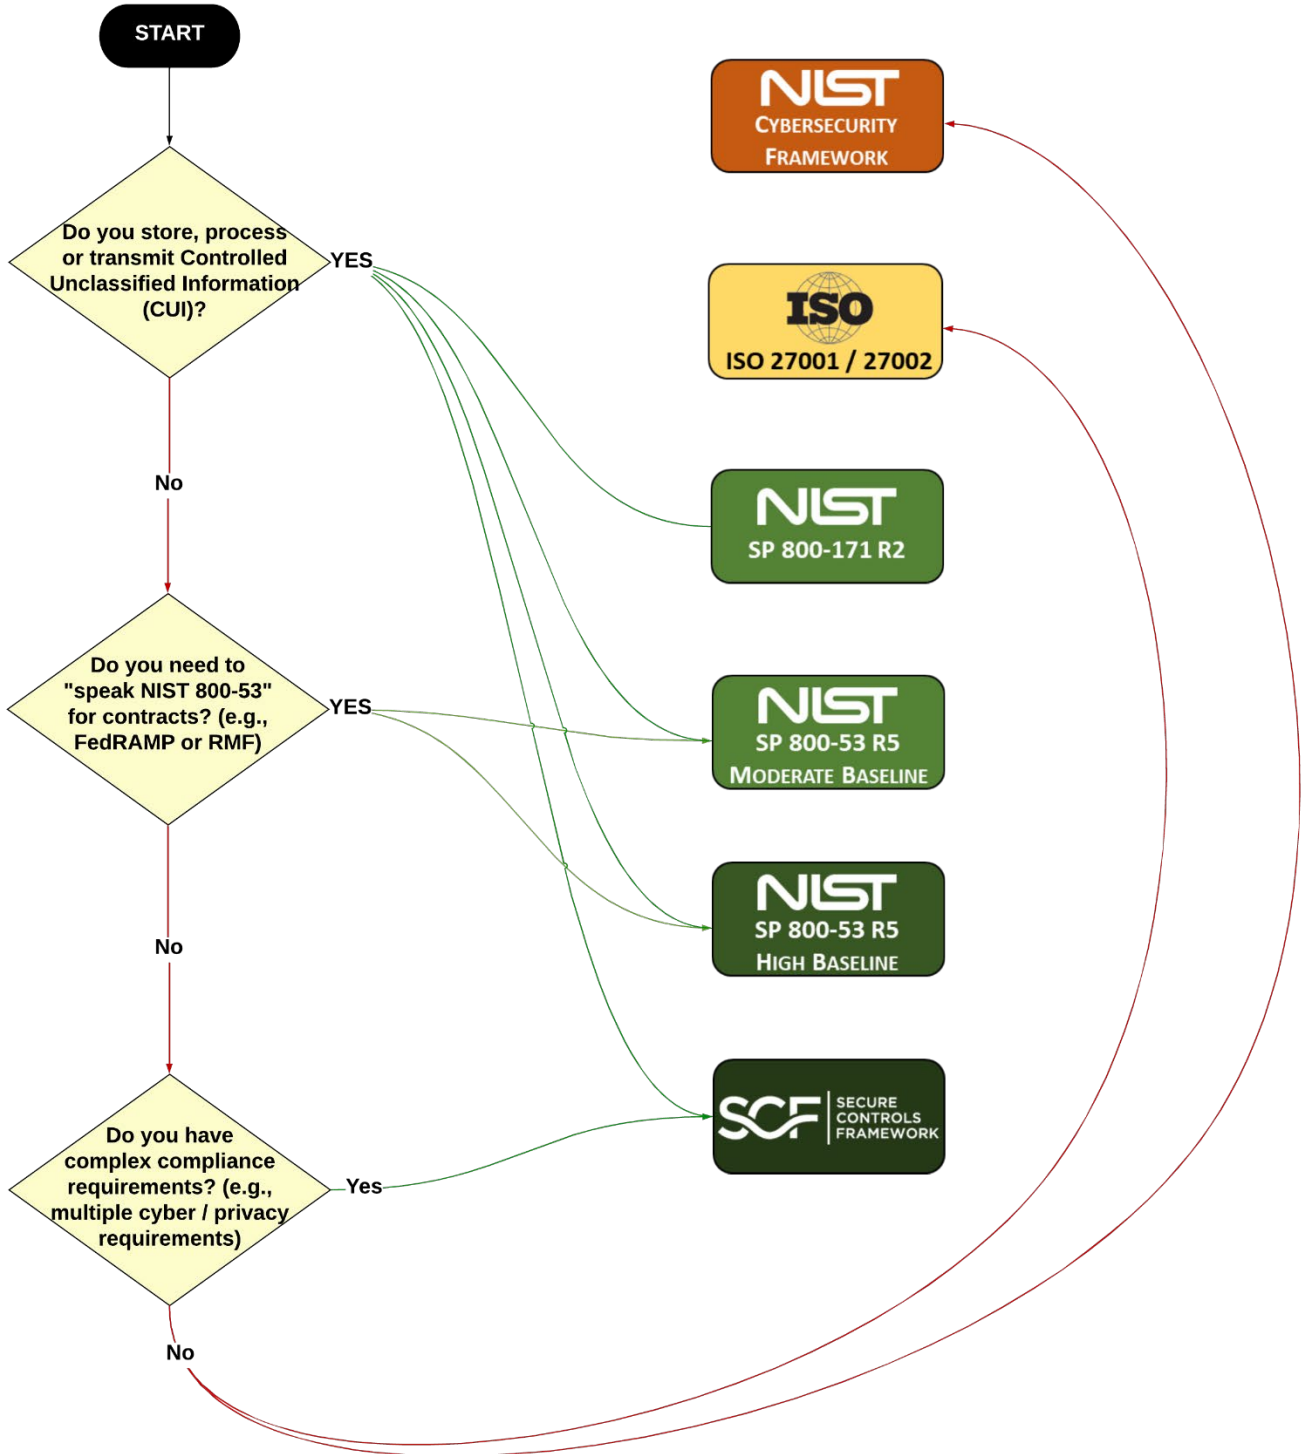 START
Do you store, process
or transmit Controlled
Unclassified Information
(CUI)?
YES
No
Do you need to
"speak NIST 800-53"
for contracts? (e.g.,
FedRAMP or RMF)
YES
No
Do you have
complex compliance
requirements? (e.g.,
multiple cyber / privacy
requirements)
Yes
No
NIST
CYBERSECURITY
FRAMEWORK
ISO
ISO 27001 / 27002
NIST
SP 800-171 R2
NIST
SP 800-53 R5
MODERATE BASELINE
NIST
SP 800-53 R5
HIGH BASELINE
SCF
SECURE
CONTROLS
FRAMEWORK